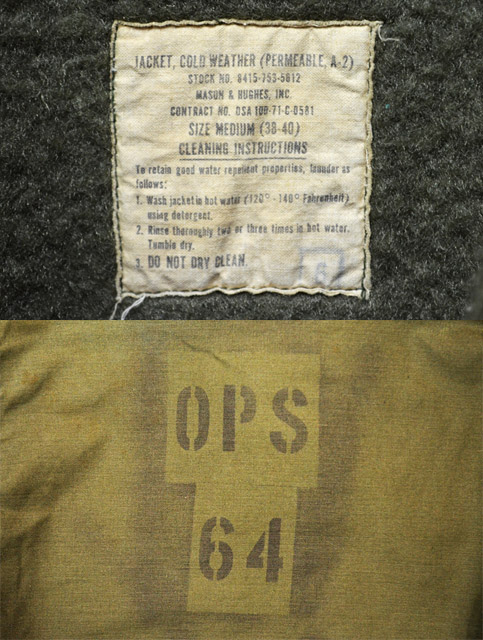 JACKET, COLD WEATHER (PERMEABLE, A-2)
STOCK NO. 8415-753-5612
MASON & HUGHES, INC.
CONTRACT NO. DSA 100-71-C-0581
SIZE MEDIUM (38-40)
CLEANING INSTRUCTIONS
To retain good water repellent properties, launder as
follows:
1. Wash jacket in hot water (120° - 140° Fahrenheit)
using detergent.
2. Rinse thoroughly two or three times in hot water.
Tumble dry.
3. DO NOT DRY CLEAN.
6
OPS
64